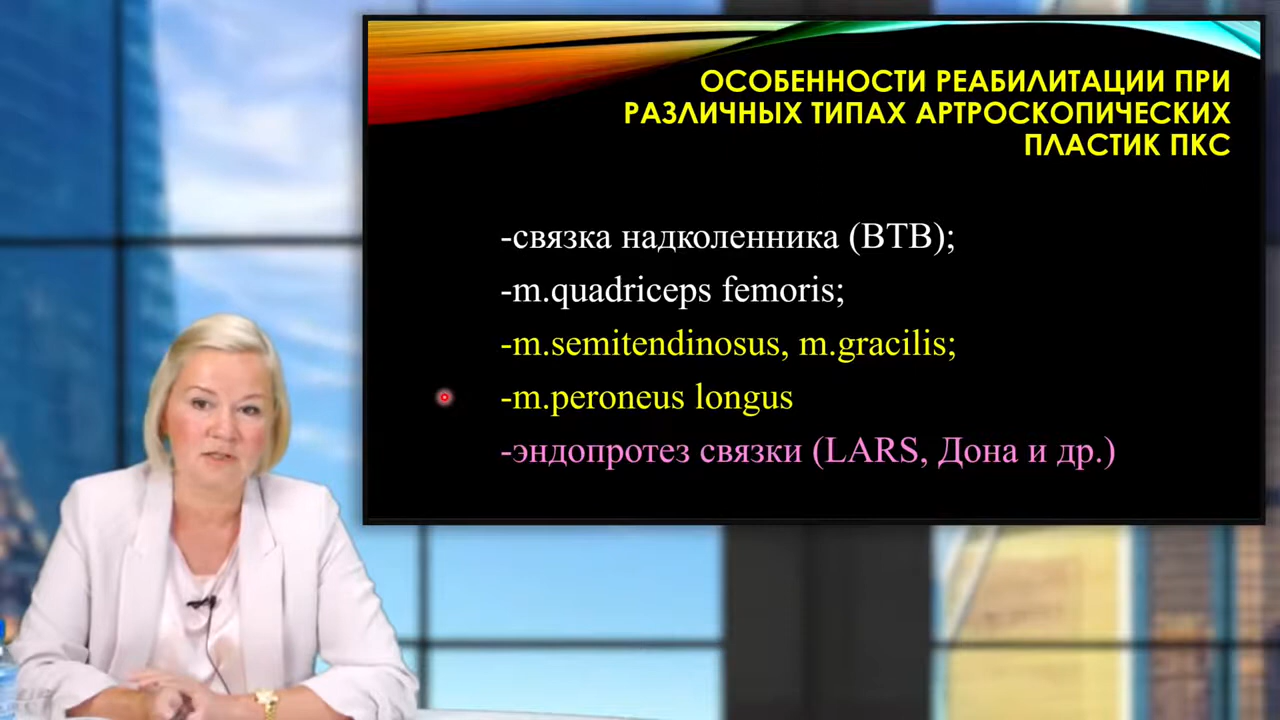 ОСОБЕННОСТИ РЕАБИЛИТАЦИИ ПРИ
РАЗЛИЧНЫХ ТИПАХ АРТРОСКОПИЧЕСКИХ
ПЛАСТИК ПКС
-связка надколенника (BTB);
-m.quadriceps femoris;
-m.semitendinosus, m.gracilis;
-m.peroneus longus
-эндопротез связки (LARS, Дона и др.)